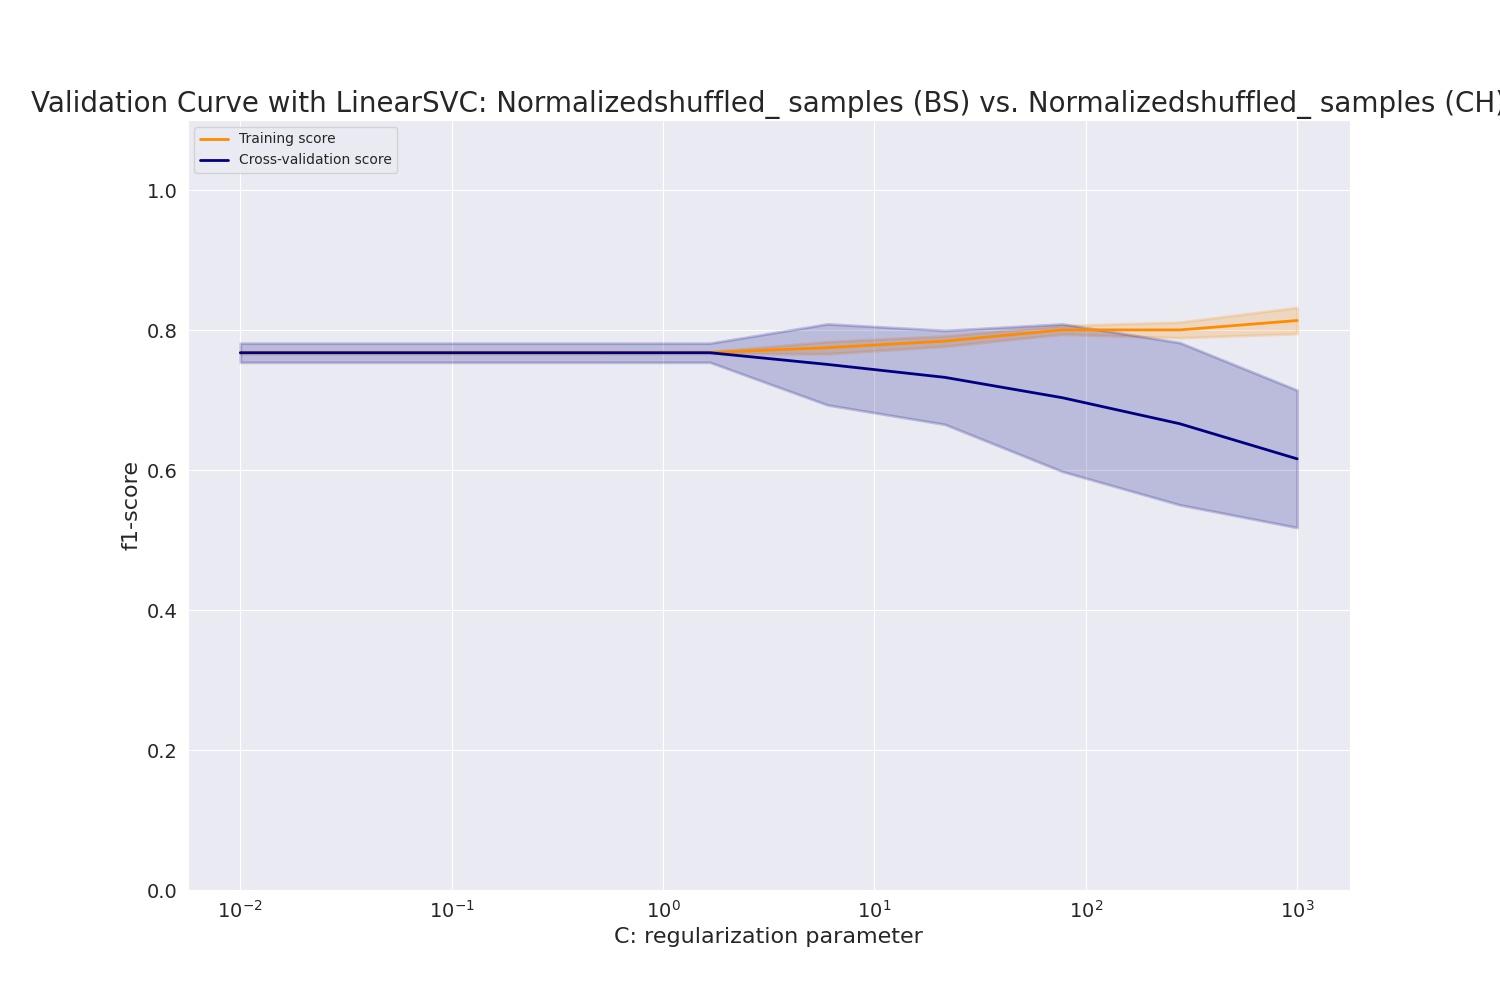 Validation Curve with LinearSVC: Normalizedshuffled_ samples (BS) vs. Normalizedshuffled_ samples (CH)
Training score
Cross-validation score
1.0
0.8
0.6
0.4
0.2
0.0
f1-score
10⁻² 10⁻¹ 10⁰ 10¹ 10² 10³
C: regularization parameter